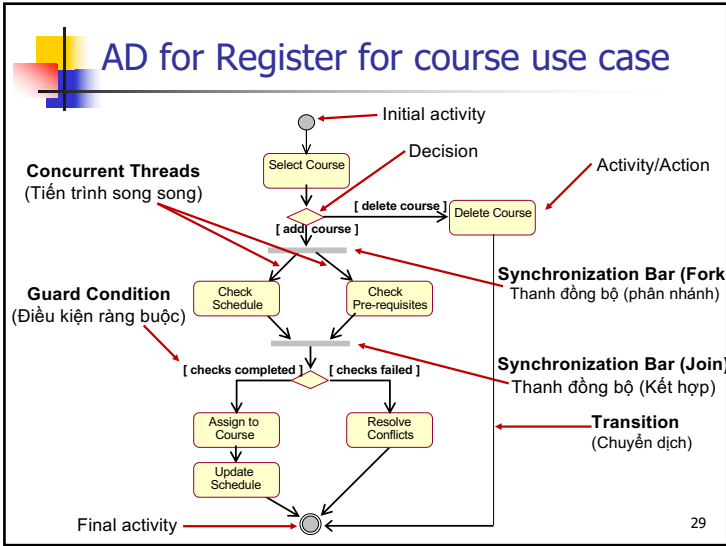 AD for Register for course use case
Initial activity
Decision
Select Course
Activity/Action
Concurrent Threads
(Tiến trình song song)
[ delete course ]
Delete Course
[ add course ]
Synchronization Bar (Fork
Thanh đồng bộ (phân nhánh)
Guard Condition
(Điều kiện ràng buộc)
Check
Schedule
Check
Pre-requisites
Synchronization Bar (Join)
Thanh đồng bộ (Kết hợp)
[ checks completed ]
[ checks failed ]
Assign to
Course
Resolve
Conflicts
Transition
(Chuyển dịch)
Update
Schedule
Final activity
29